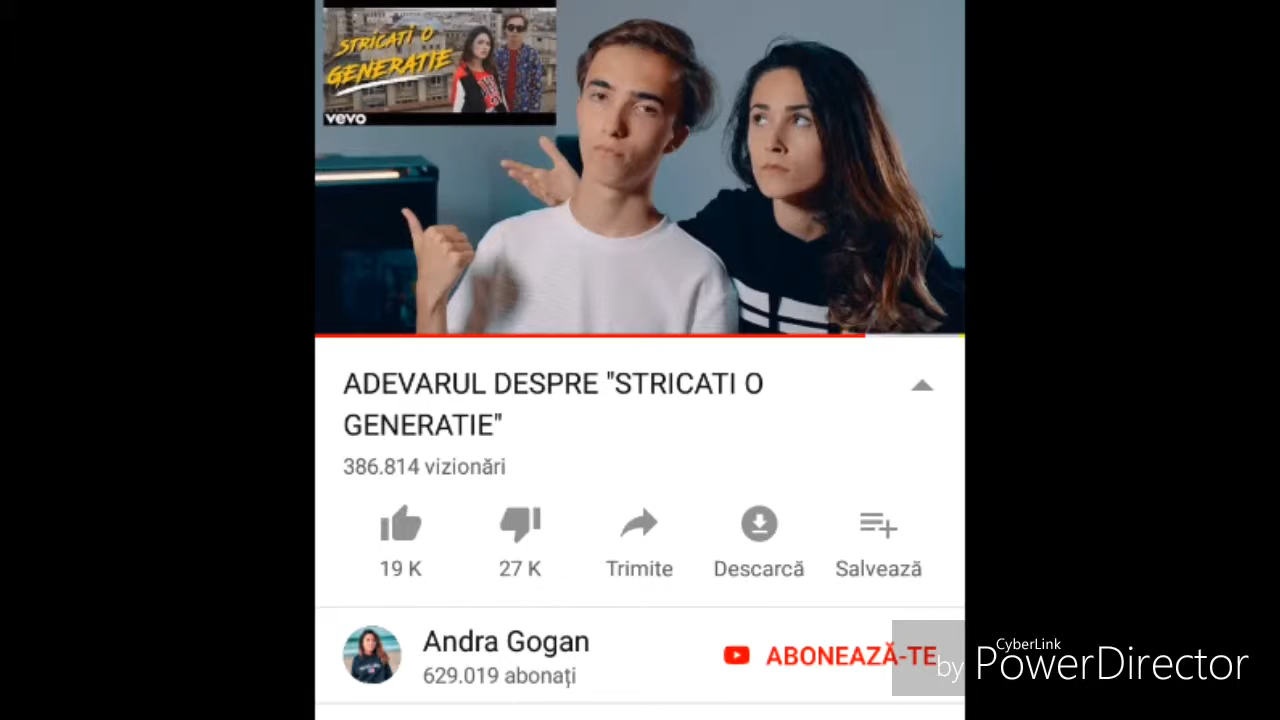 STRICATI O
GENERATIE
vevo
ADEVARUL DESPRE "STRICATI O
GENERATIE"
386.814 vizionări
19 K
27 K
Trimite
Descarcă
Salvează
Andra Gogan
629.019 abonați
ABONEAZĂ-TE
by CyberLink
PowerDirector